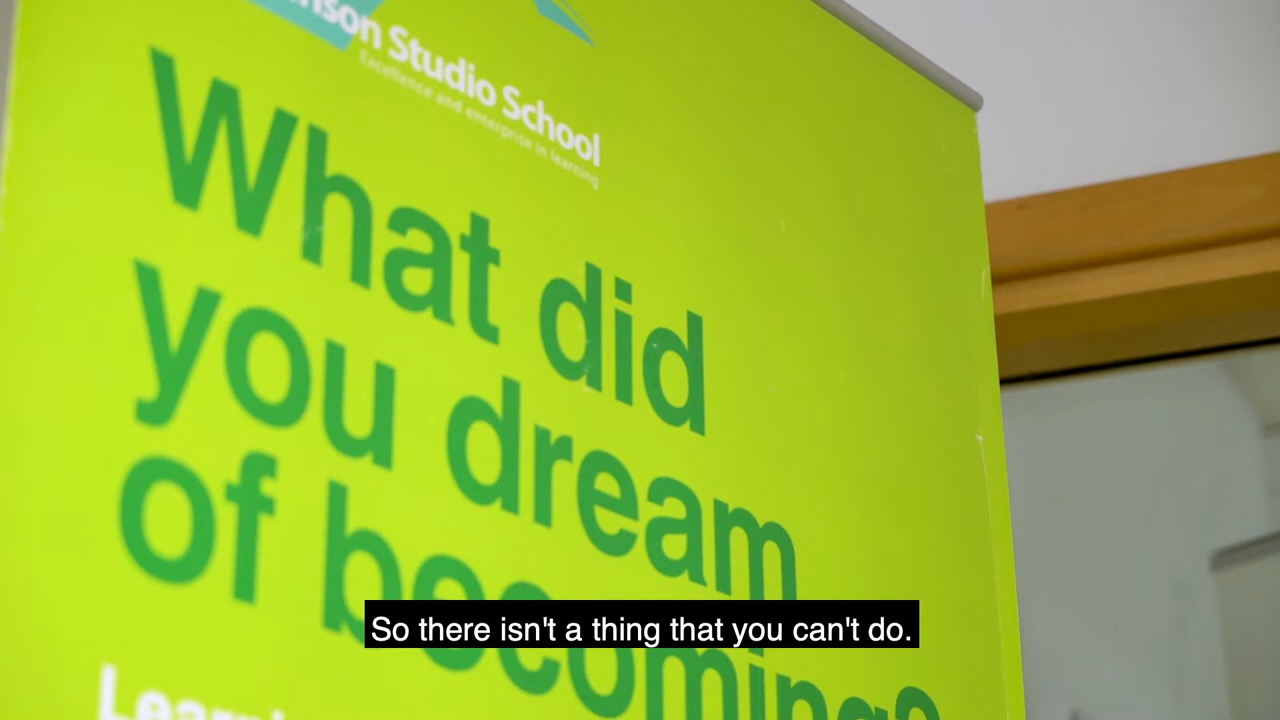 Studio School
Excellence and enterprise in learning
What did
you dream
of becoming?
So there isn't a thing that you can't do.